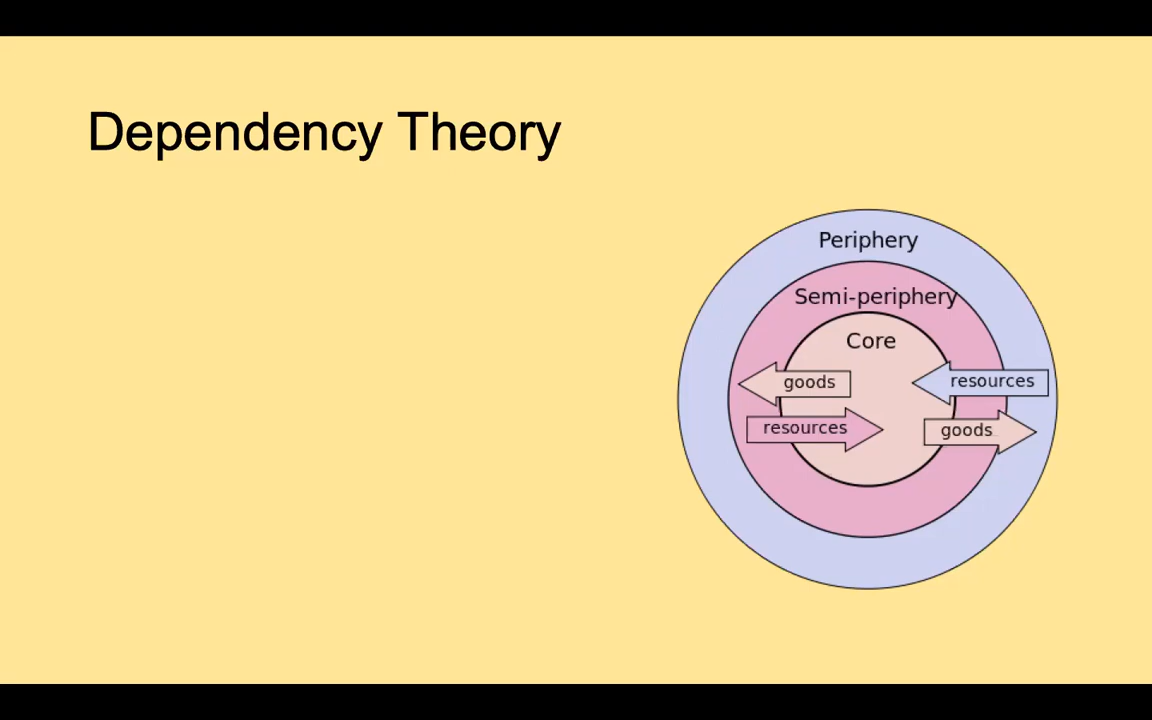 Dependency Theory
Periphery
Semi-periphery
Core
goods
resources
resources
goods